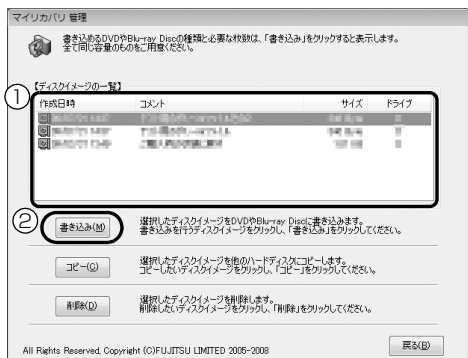 マイリカバリ 管理
書き込めるDVDやBlu-ray Discの種類と必要な枚数は、「書き込み」をクリックすると表示します。
全て同じ容量のものをご用意ください。
【ディスクイメージの一覧】
①
作成日時 コメント サイズ ドライブ
②
書き込み(M)
選択したディスクイメージをDVDやBlu-ray Discに書き込みます。
書き込みを行うディスクイメージをクリックし、「書き込み」をクリックしてください。
コピー(C)
選択したディスクイメージを他のハードディスクにコピーします。
コピーしたいディスクイメージをクリックし、「コピー」をクリックしてください。
削除(D)
選択したディスクイメージを削除します。
削除したいディスクイメージをクリックし、「削除」をクリックしてください。
All Rights Reserved, Copyright (C)FUJITSU LIMITED 2005-2008
戻る(B)